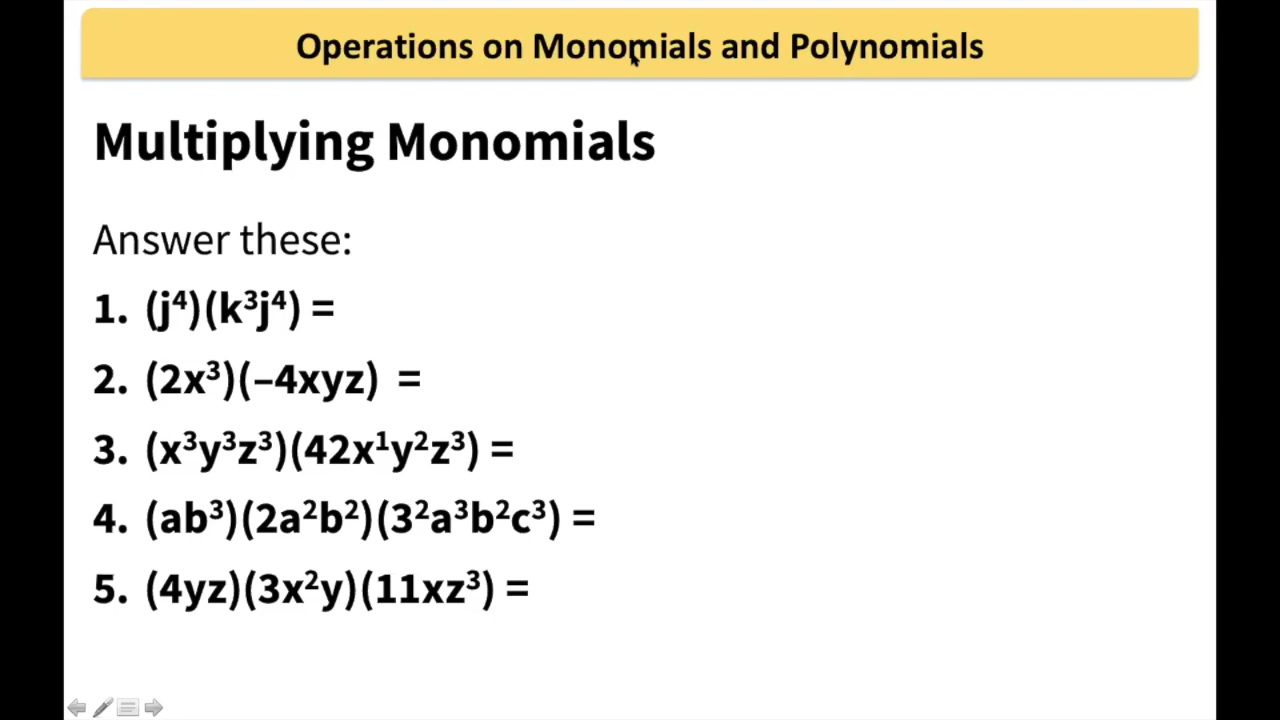 Operations on Monomials and Polynomials
Multiplying Monomials
Answer these:
1. (j⁴)(k³j⁴) =
2. (2x³)(–4xyz) =
3. (x³y³z³)(42x¹y²z³) =
4. (ab³)(2a²b²)(3²a³b²c³) =
5. (4yz)(3x²y)(11xz³) =